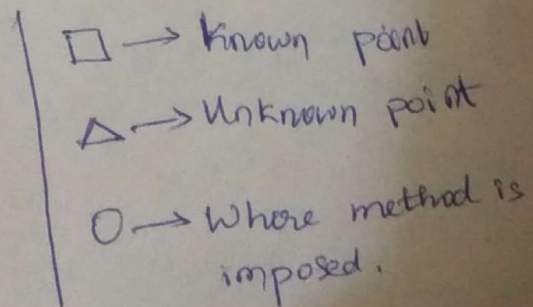 □ → Known point
△ → Unknown point
○ → Where method is
imposed.